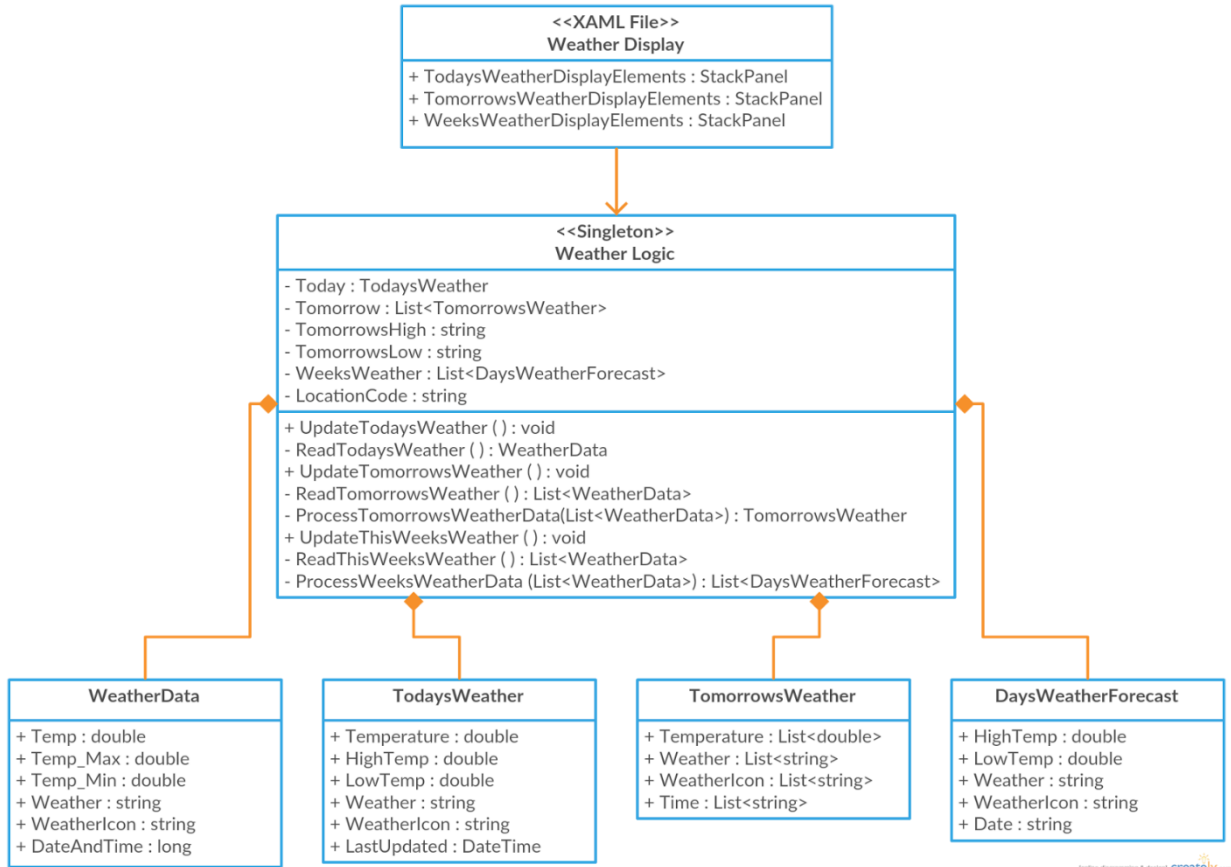 <<XAML File>>
Weather Display
+ TodaysWeatherDisplayElements : StackPanel
+ TomorrowsWeatherDisplayElements : StackPanel
+ WeeksWeatherDisplayElements : StackPanel
<<Singleton>>
Weather Logic
- Today : TodaysWeather
- Tomorrow : List<TomorrowsWeather>
- TomorrowsHigh : string
- TomorrowsLow : string
- WeeksWeather : List<DaysWeatherForecast>
- LocationCode : string
+ UpdateTodaysWeather ( ) : void
- ReadTodaysWeather ( ) : WeatherData
+ UpdateTomorrowsWeather ( ) : void
- ReadTomorrowsWeather ( ) : List<WeatherData>
- ProcessTomorrowsWeatherData(List<WeatherData>) : TomorrowsWeather
+ UpdateThisWeeksWeather ( ) : void
- ReadThisWeeksWeather ( ) : List<WeatherData>
- ProcessWeeksWeatherData (List<WeatherData>) : List<DaysWeatherForecast>
WeatherData
+ Temp : double
+ Temp_Max : double
+ Temp_Min : double
+ Weather : string
+ WeatherIcon : string
+ DateAndTime : long
TodaysWeather
+ Temperature : double
+ HighTemp : double
+ LowTemp : double
+ Weather : string
+ WeatherIcon : string
+ LastUpdated : DateTime
TomorrowsWeather
+ Temperature : List<double>
+ Weather : List<string>
+ WeatherIcon : List<string>
+ Time : List<string>
DaysWeatherForecast
+ HighTemp : double
+ LowTemp : double
+ Weather : string
+ WeatherIcon : string
+ Date : string